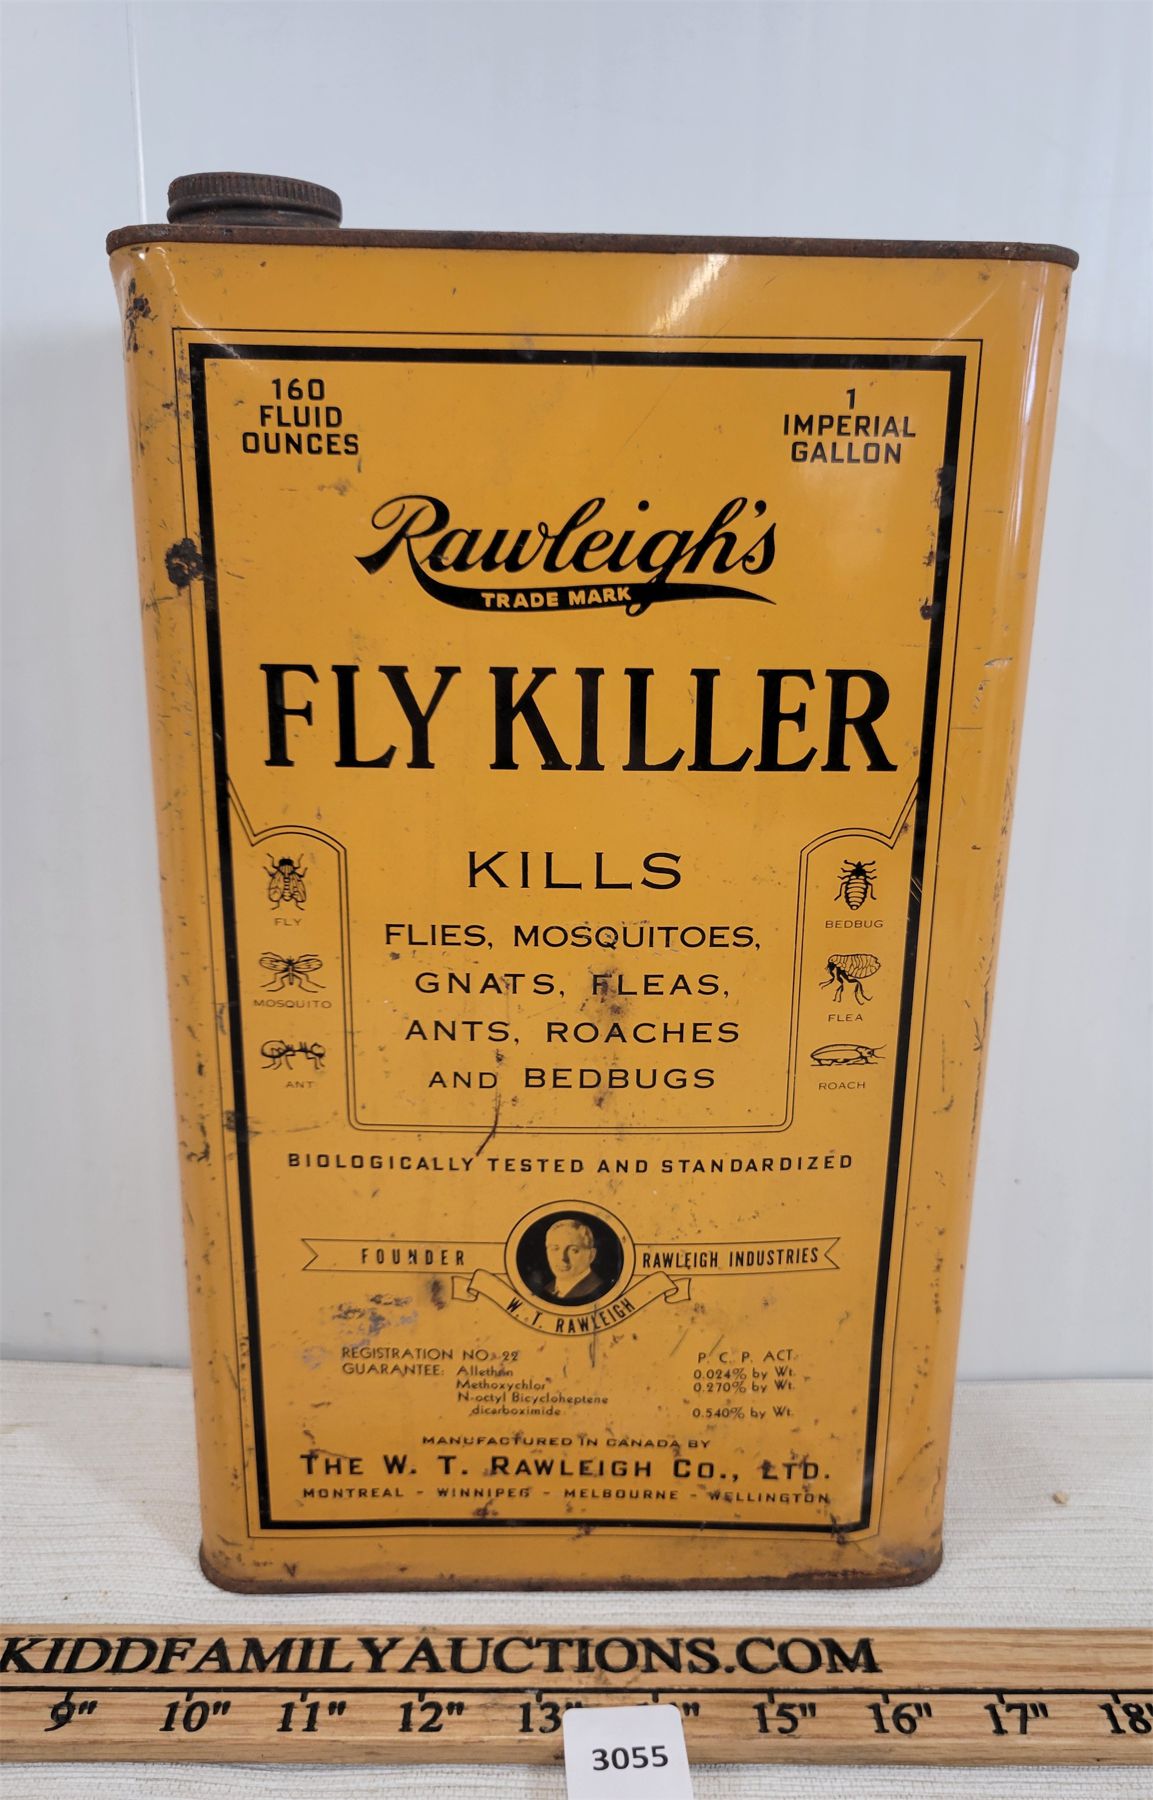 160
FLUID
OUNCES
1
IMPERIAL
GALLON
Rawleigh's
TRADE MARK
FLY KILLER
KILLS
FLIES, MOSQUITOES,
GNATS, FLEAS,
ANTS, ROACHES
AND BEDBUGS
FLY
MOSQUITO
ANT
BEDBUG
FLEA
ROACH
BIOLOGICALLY TESTED AND STANDARDIZED
FOUNDER RAWLEIGH INDUSTRIES
W. T. RAWLEIGH
REGISTRATION NO. 22 P. C. P. ACT.
GUARANTEE: Allethrin 0.024% by Wt.
Methoxychlor 0.270% by Wt.
N-octyl Bicycloheptene
dicarboximide 0.540% by Wt.
MANUFACTURED IN CANADA BY
THE W. T. RAWLEIGH CO., LTD.
MONTREAL - WINNIPEG - MELBOURNE - WELLINGTON
KIDDFAMILYAUCTIONS.COM
9" 10" 11" 12" 13" 15" 16" 17" 18"
3055